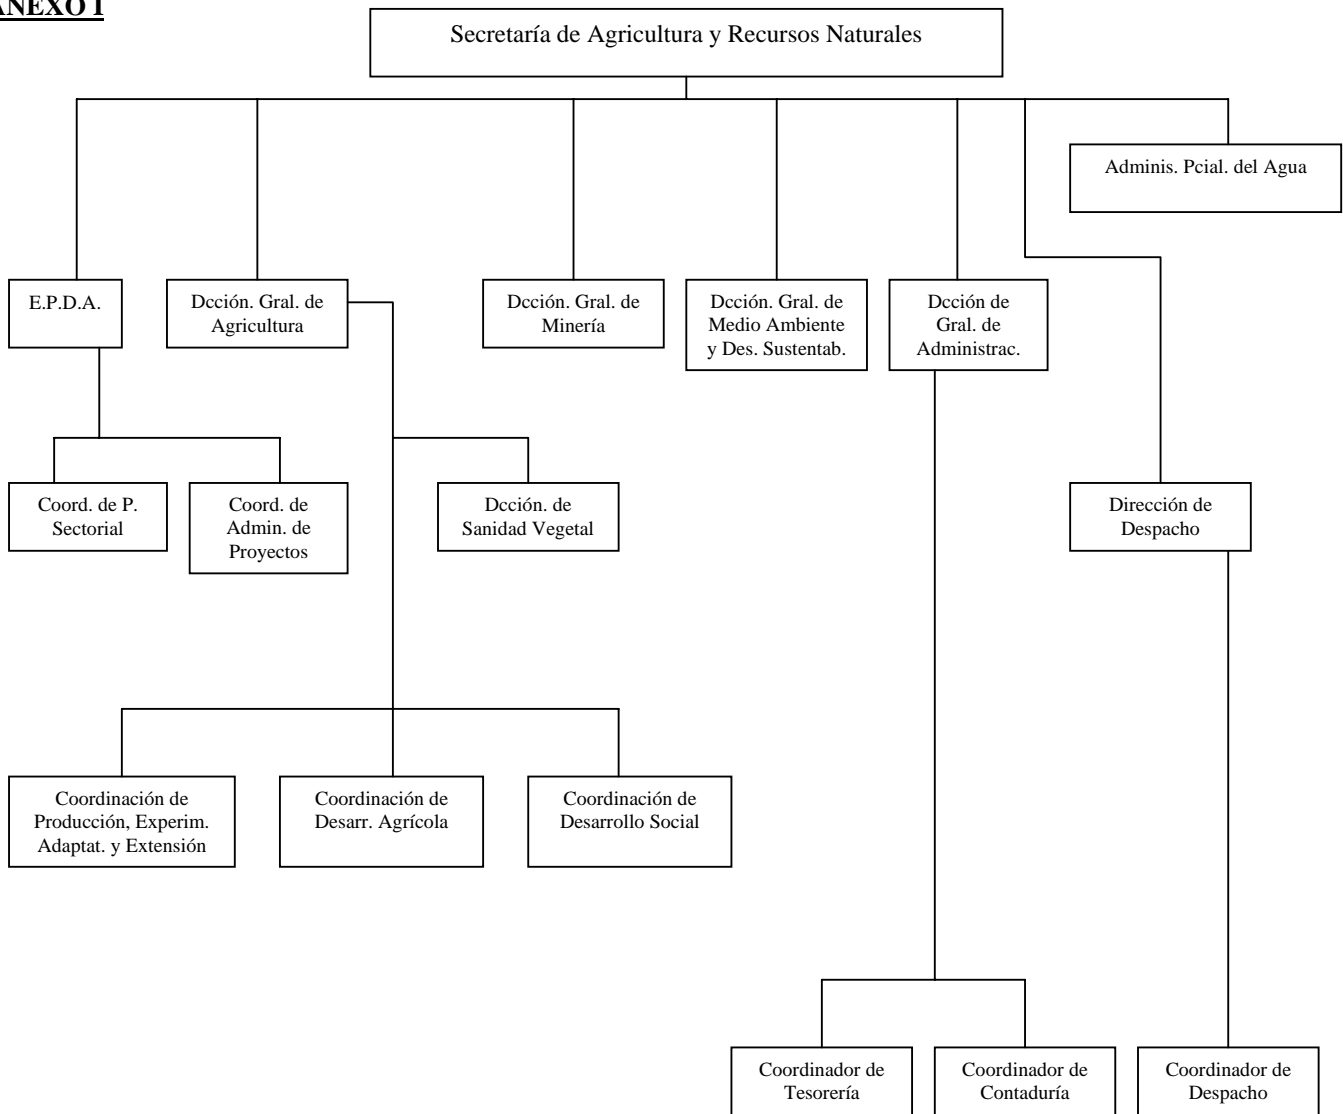 ANEXO I
Secretaría de Agricultura y Recursos Naturales
Adminis. Pcial. del Agua
E.P.D.A.
Dcción. Gral. de
Agricultura
Dcción. Gral. de
Minería
Dcción. Gral. de
Medio Ambiente
y Des. Sustentab.
Dcción de
Gral. de
Administrac.
Coord. de P.
Sectorial
Coord. de
Admin. de
Proyectos
Dcción. de
Sanidad Vegetal
Dirección de
Despacho
Coordinación de
Producción, Experim.
Adaptat. y Extensión
Coordinación de
Desarr. Agrícola
Coordinación de
Desarrollo Social
Coordinador de
Tesorería
Coordinador de
Contaduría
Coordinador de
Despacho